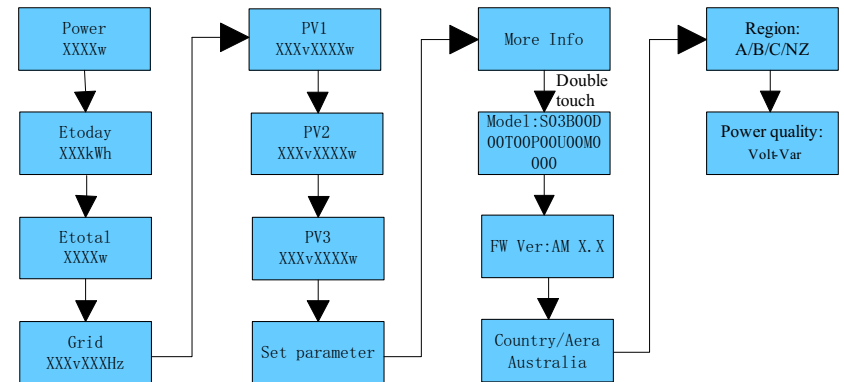 Power
XXXXw
Etoday
XXXkWh
Etotal
XXXXw
Grid
XXXvXXXHz
PV1
XXXvXXXXw
PV2
XXXvXXXXw
PV3
XXXvXXXXw
Set parameter
More Info
Double
touch
Model:S03B00D
00T00P00U00M0
000
FW Ver:AM X.X
Country/Aera
Australia
Region:
A/B/C/NZ
Power quality:
Volt-Var